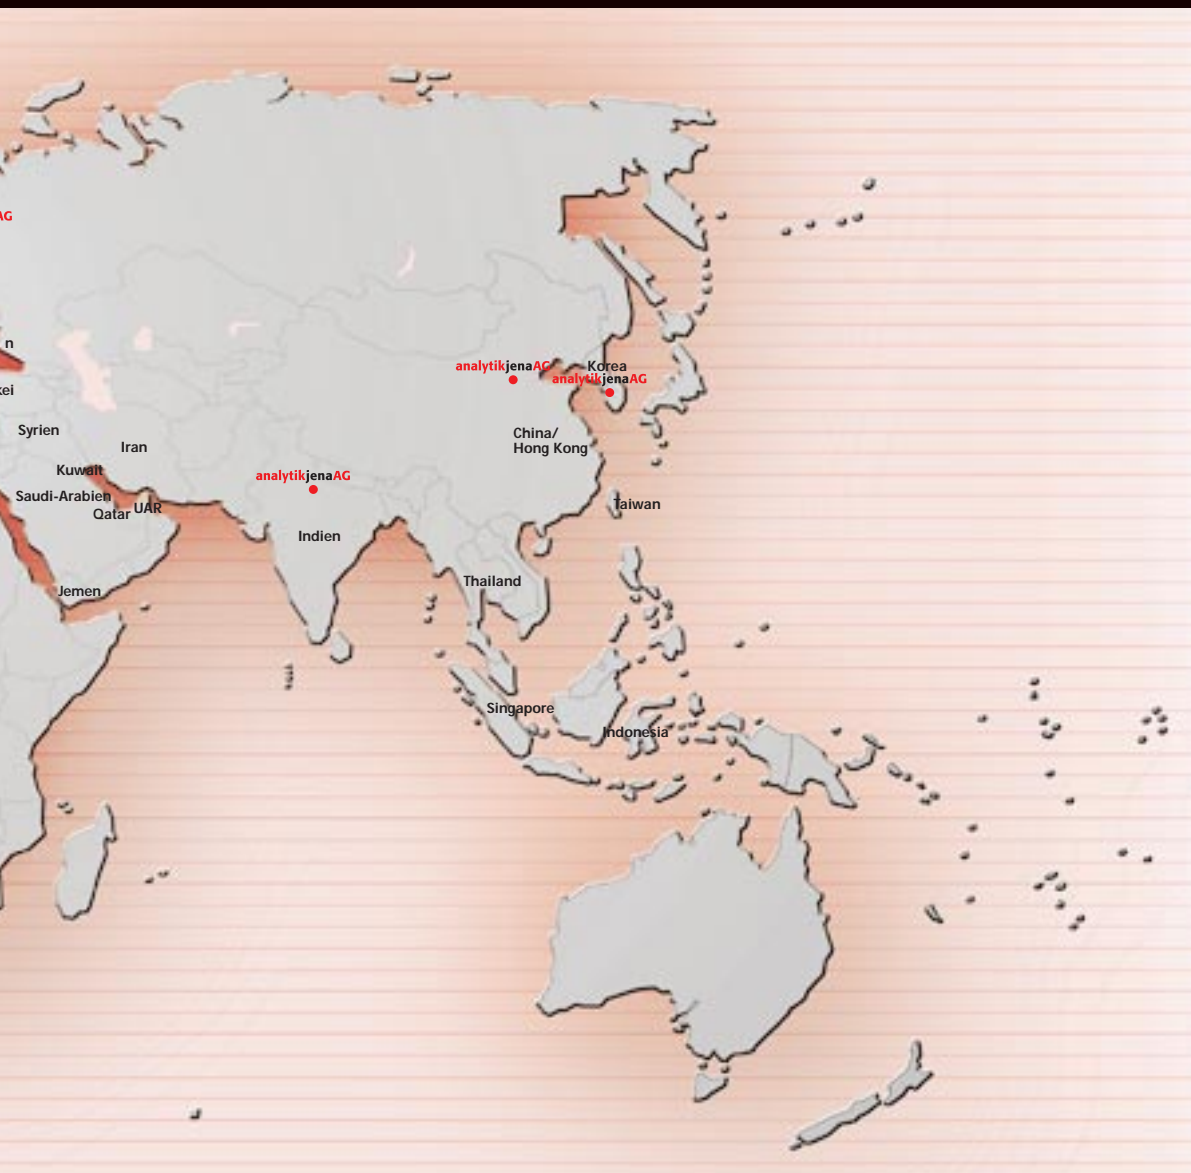 AG
n
kei
analytikjenaAG
Korea
analytikjenaAG
Syrien
China/
Hong Kong
Iran
Kuwait
analytikjenaAG
Saudi-Arabien
Qatar
UAR
Taiwan
Indien
Thailand
Jemen
Singapore
Indonesia